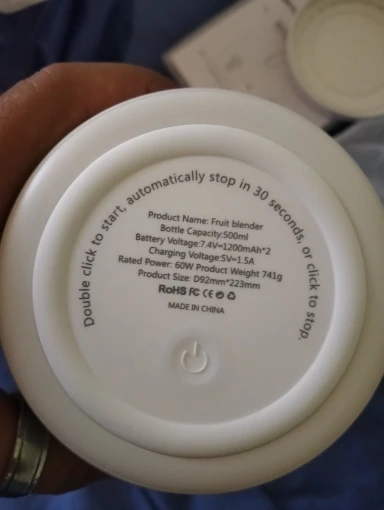 Double click to start, automatically stop in 30 seconds, or click to stop.
Product Name: Fruit blender
Bottle Capacity:500ml
Battery Voltage:7.4V=1200mAh*2
Charging Voltage:5V=1.5A
Rated Power: 60W Product Weight 741g
Product Size: D92mm*223mm
RoHS FC CE
MADE IN CHINA